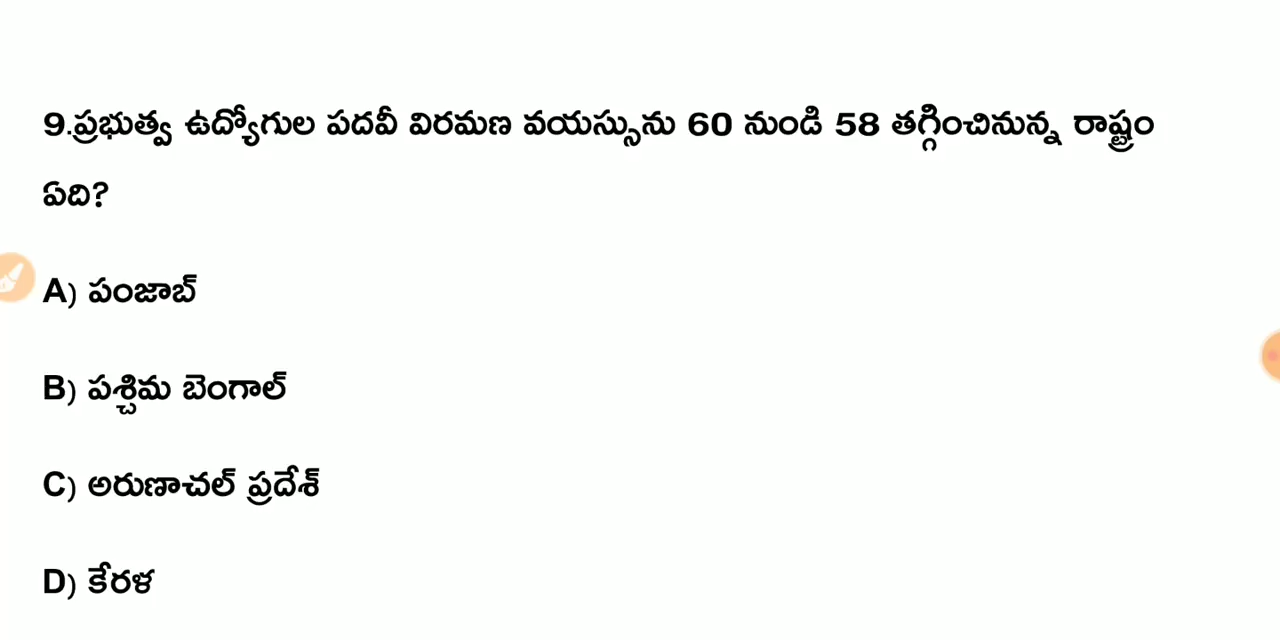 9.ప్రభుత్వ ఉద్యోగుల పదవీ విరమణ వయస్సును 60 నుండి 58 తగ్గించినున్న రాష్ట్రం
ఏది?
A) పంజాబ్
B) పశ్చిమ బెంగాల్
C) అరుణాచల్ ప్రదేశ్
D) కేరళ